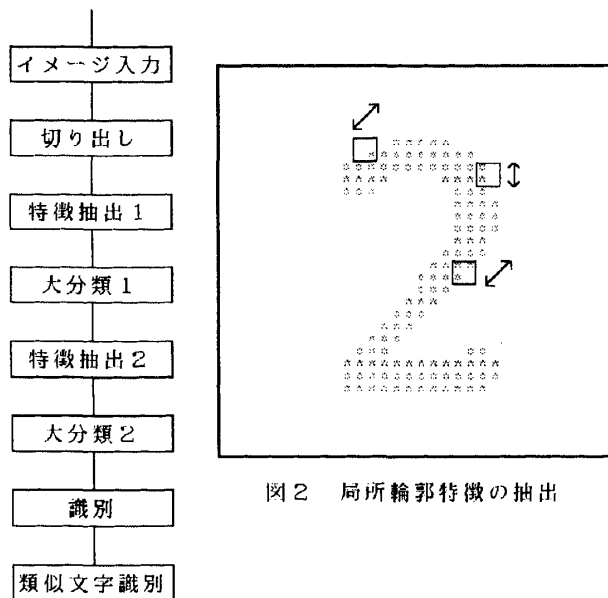 イメージ入力
切り出し
特徴抽出1
大分類1
特徴抽出2
大分類2
識別
類似文字識別
図2 局所輪郭特徴の抽出